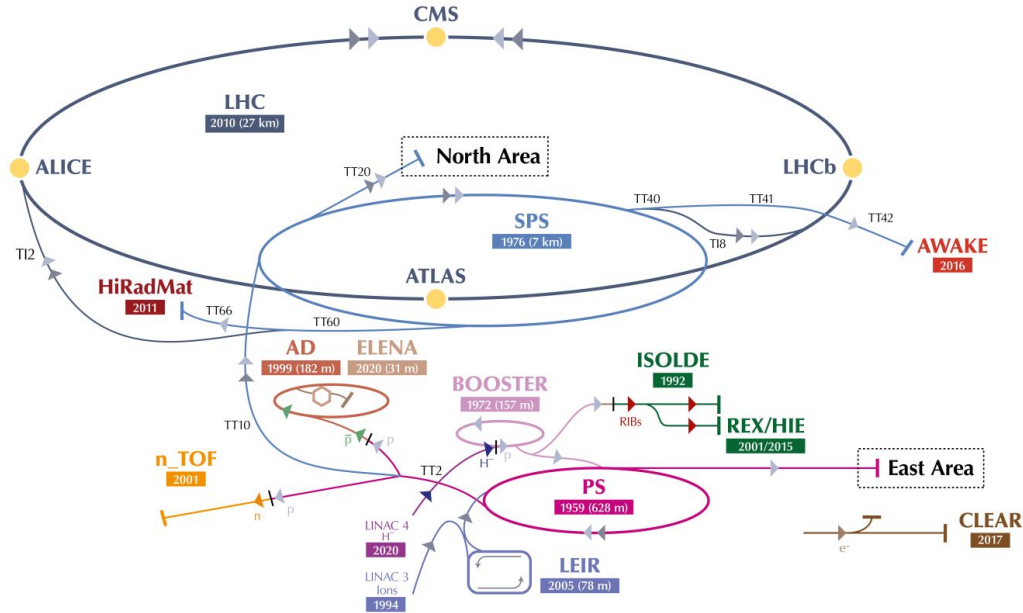 CMS
LHC
2010 (27 km)
North Area
TT20
ALICE
LHCb
TT40
TT41
TT42
SPS
1976 (7 km)
TI8
AWAKE
2016
TI2
ATLAS
HiRadMat
2011
TT66
TT60
AD
1999 (182 m)
ELENA
2020 (31 m)
ISOLDE
1992
BOOSTER
1972 (157 m)
RIBs
REX/HIE
2001/2015
TT10
p̅
p
H⁻
p
n_TOF
2001
TT2
East Area
PS
1959 (628 m)
n
p
LINAC 4
H⁻
2020
CLEAR
2017
e⁻
LEIR
2005 (78 m)
LINAC 3
Ions
1994